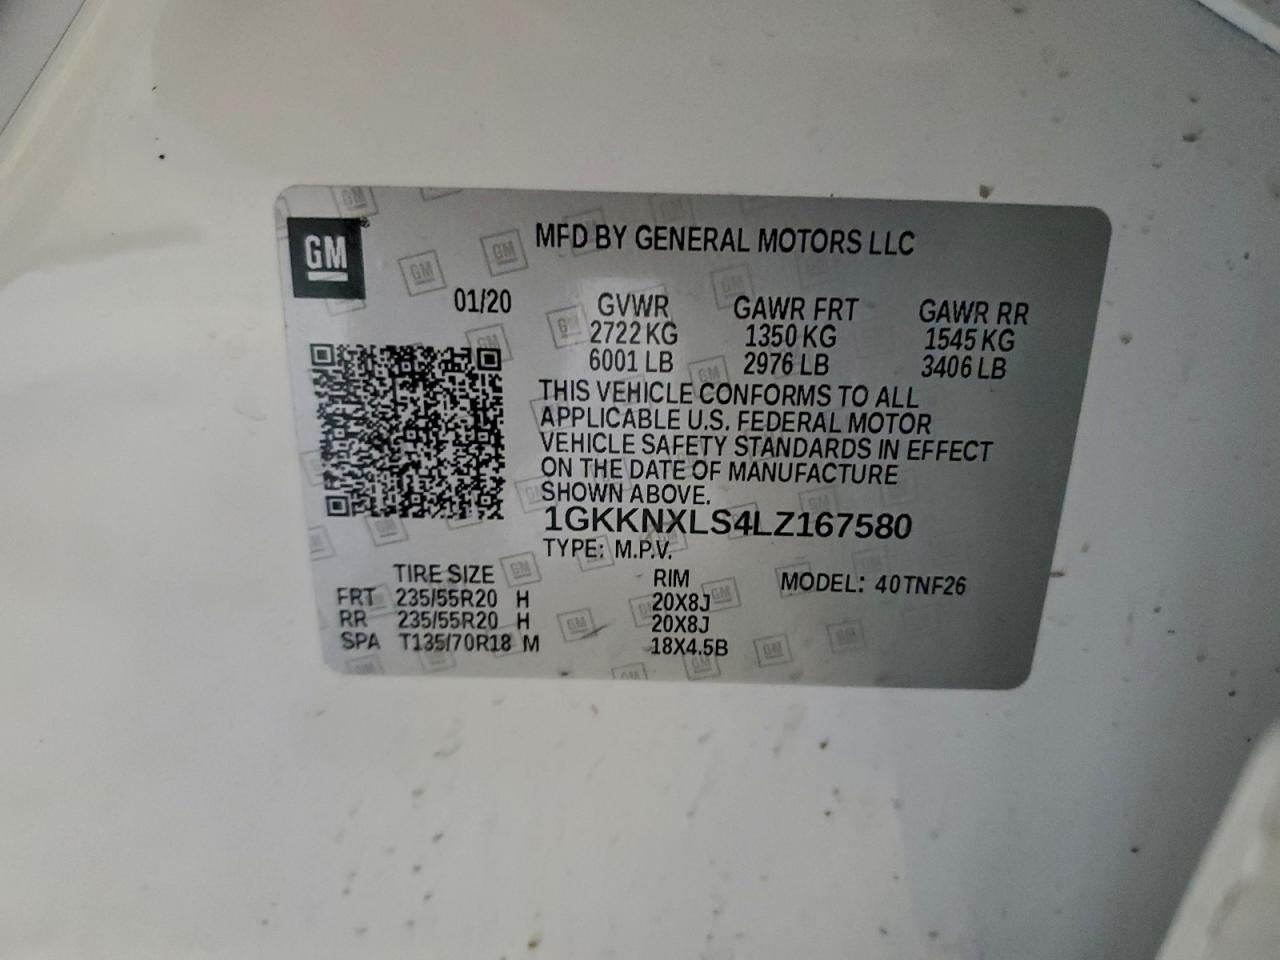 GM
MFD BY GENERAL MOTORS LLC
01/20 GVWR GAWR FRT GAWR RR
2722 KG 1350 KG 1545 KG
6001 LB 2976 LB 3406 LB
THIS VEHICLE CONFORMS TO ALL
APPLICABLE U.S. FEDERAL MOTOR
VEHICLE SAFETY STANDARDS IN EFFECT
ON THE DATE OF MANUFACTURE
SHOWN ABOVE.
1GKKNXLS4LZ167580
TYPE: M.P.V.
TIRE SIZE RIM MODEL: 40TNF26
FRT 235/55R20 H 20X8J
RR 235/55R20 H 20X8J
SPA T135/70R18 M 18X4.5B